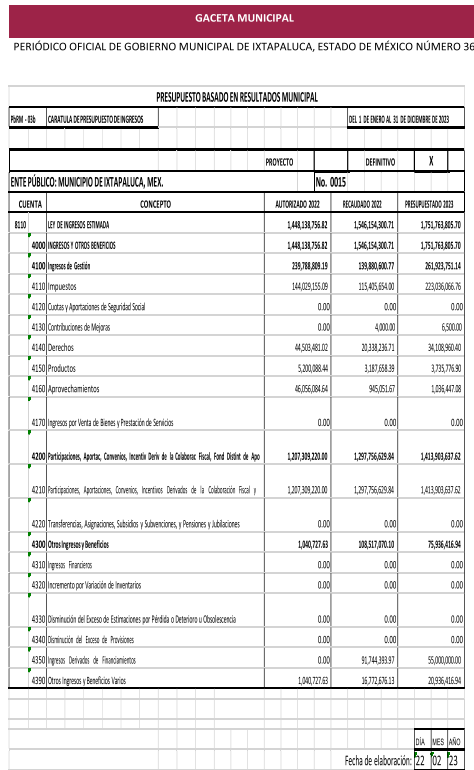 GACETA MUNICIPAL
PERIÓDICO OFICIAL DE GOBIERNO MUNICIPAL DE IXTAPALUCA, ESTADO DE MÉXICO NÚMERO 36
PRESUPUESTO BASADO EN RESULTADOS MUNICIPAL
PbRM - 03b CARATULA DE PRESUPUESTO DE INGRESOS DEL 1 DE ENERO AL 31 DE DICIEMBRE DE 2023
PROYECTO DEFINITIVO X
ENTE PÚBLICO: MUNICIPIO DE IXTAPALUCA, MEX. No. 0015
CUENTA CONCEPTO AUTORIZADO 2022 RECAUDADO 2022 PRESUPUESTADO 2023
8110 LEY DE INGRESOS ESTIMADA 1,448,138,756.82 1,546,154,300.71 1,751,763,805.70
4000 INGRESOS Y OTROS BENEFICIOS 1,448,138,756.82 1,546,154,300.71 1,751,763,805.70
4100 Ingresos de Gestión 239,788,809.19 139,880,600.77 261,923,751.14
4110 Impuestos 144,029,155.09 115,405,654.00 223,036,066.76
4120 Cuotas y Aportaciones de Seguridad Social 0.00 0.00 0.00
4130 Contribuciones de Mejoras 0.00 4,000.00 6,500.00
4140 Derechos 44,503,481.02 20,338,236.71 34,108,960.40
4150 Productos 5,200,088.44 3,187,658.39 3,735,776.90
4160 Aprovechamientos 46,056,084.64 945,051.67 1,036,447.08
4170 Ingresos por Venta de Bienes y Prestación de Servicios 0.00 0.00 0.00
4200 Participaciones, Aportac, Convenios, Incentiv Deriv de la Colaborac Fiscal, Fond Distint de Apo 1,207,309,220.00 1,297,756,629.84 1,413,903,637.62
4210 Participaciones, Aportaciones, Convenios, Incentivos Derivados de la Colaboración Fiscal y 1,207,309,220.00 1,297,756,629.84 1,413,903,637.62
4220 Transferencias, Asignaciones, Subsidios y Subvenciones, y Pensiones y Jubilaciones 0.00 0.00 0.00
4300 Otros Ingresos y Beneficios 1,040,727.63 108,517,070.10 75,936,416.94
4310 Ingresos Financieros 0.00 0.00 0.00
4320 Incremento por Variación de Inventarios 0.00 0.00 0.00
4330 Disminución del Exceso de Estimaciones por Pérdida o Deterioro u Obsolescencia 0.00 0.00 0.00
4340 Disminución del Exceso de Provisiones 0.00 0.00 0.00
4350 Ingresos Derivados de Financiamientos 0.00 91,744,393.97 55,000,000.00
4390 Otros Ingresos y Beneficios Varios 1,040,727.63 16,772,676.13 20,936,416.94
DÍA MES AÑO
Fecha de elaboración: 22 02 23